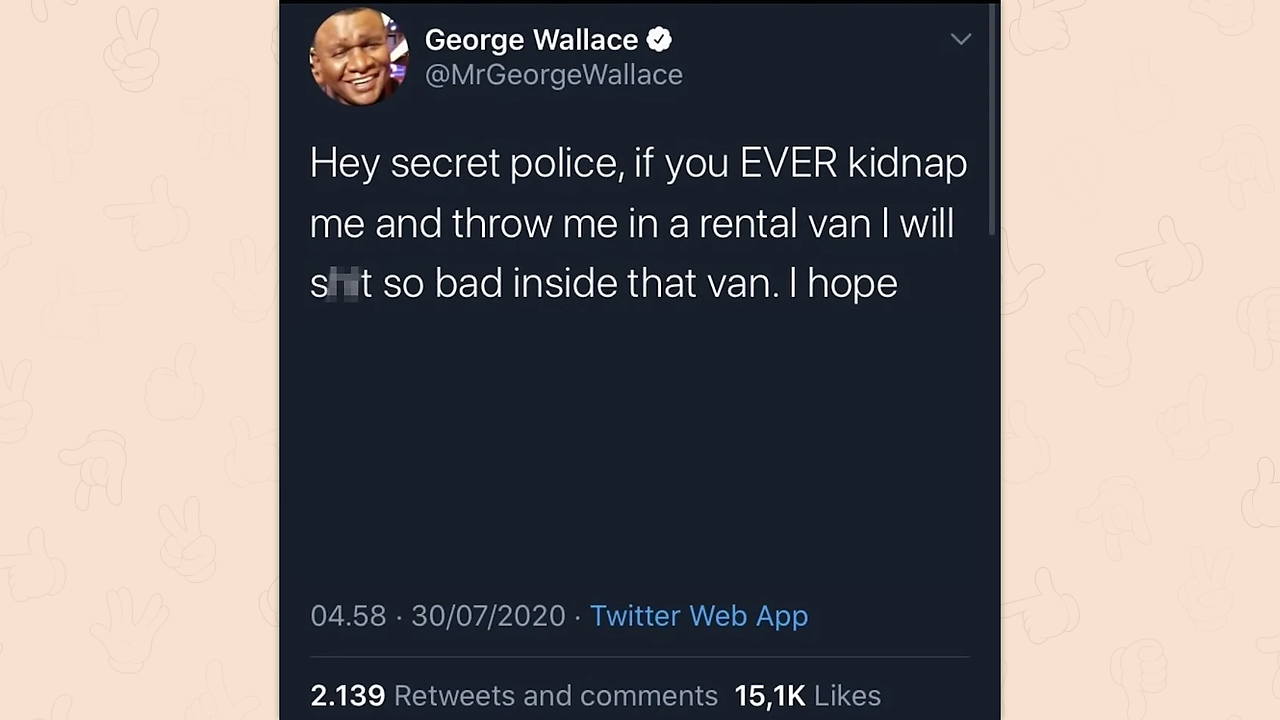 George Wallace
@MrGeorgeWallace
Hey secret police, if you EVER kidnap
me and throw me in a rental van I will
st so bad inside that van. I hope
04.58 · 30/07/2020 · Twitter Web App
2.139 Retweets and comments 15,1K Likes